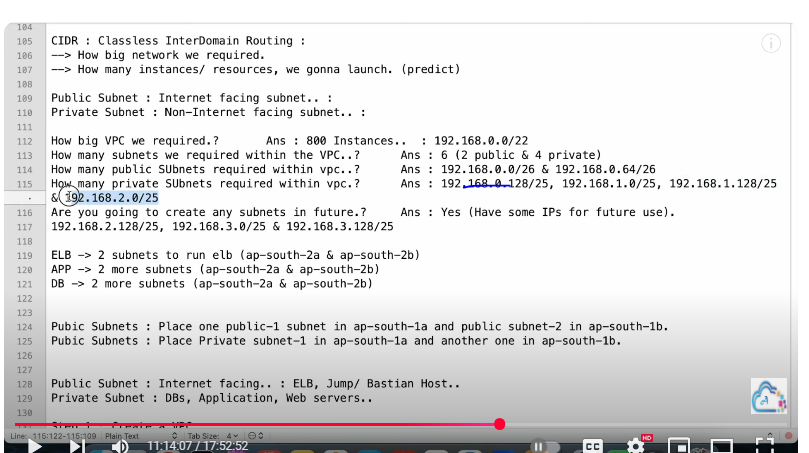 104
105 CIDR : Classless InterDomain Routing :
106 --> How big network we required.
107 --> How many instances/ resources, we gonna launch. (predict)
108
109 Public Subnet : Internet facing subnet.. :
110 Private Subnet : Non-Internet facing subnet.. :
111
112 How big VPC we required.? Ans : 800 Instances.. : 192.168.0.0/22
113 How many subnets we required within the VPC..? Ans : 6 (2 public & 4 private)
114 How many public SUbnets required within vpc..? Ans : 192.168.0.0/26 & 192.168.0.64/26
115 How many private SUbnets required within vpc.? Ans : 192.168.0.128/25, 192.168.1.0/25, 192.168.1.128/25
& 192.168.2.0/25
116 Are you going to create any subnets in future.? Ans : Yes (Have some IPs for future use).
117 192.168.2.128/25, 192.168.3.0/25 & 192.168.3.128/25
118
119 ELB -> 2 subnets to run elb (ap-south-2a & ap-south-2b)
120 APP -> 2 more subnets (ap-south-2a & ap-south-2b)
121 DB -> 2 more subnets (ap-south-2a & ap-south-2b)
122
123
124 Pubic Subnets : Place one public-1 subnet in ap-south-1a and public subnet-2 in ap-south-1b.
125 Pubic Subnets : Place Private subnet-1 in ap-south-1a and another one in ap-south-1b.
126
127
128 Public Subnet : Internet facing.. : ELB, Jump/ Bastian Host..
129 Private Subnet : DBs, Application, Web servers..
130
Step 1 : Create a VPC
Line: 115:122-115:109 Plain Text Tab Size: 4
11:14:07 / 17:52:52 CC HD